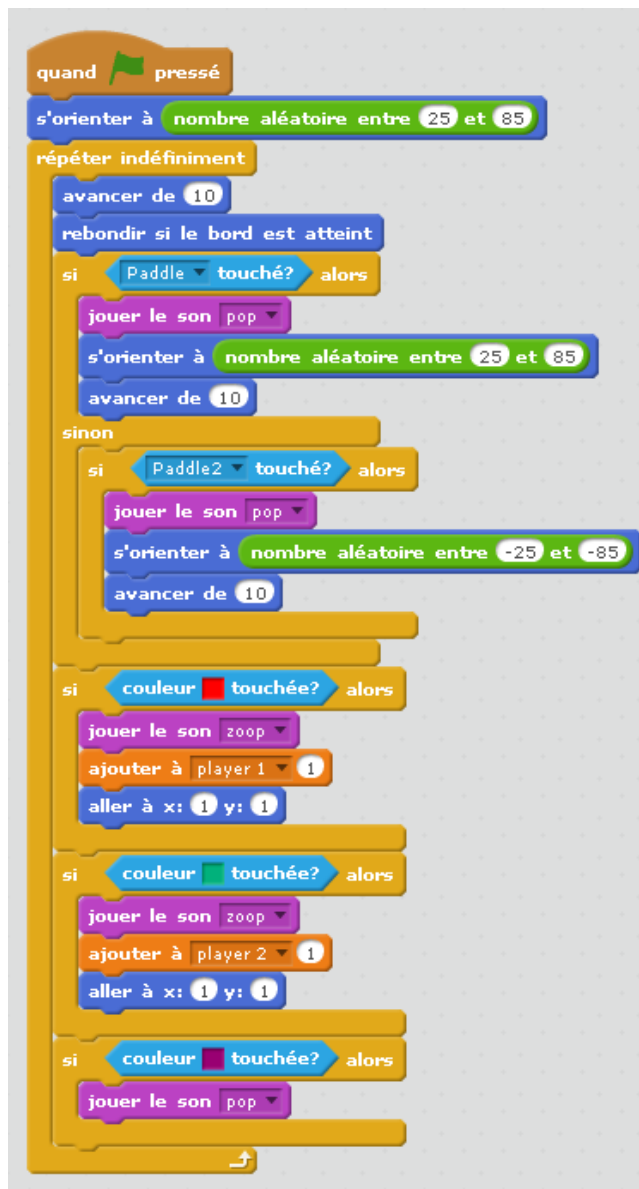 quand pressé
s'orienter à nombre aléatoire entre 25 et 85
répéter indéfiniment
avancer de 10
rebondir si le bord est atteint
si Paddle touché? alors
jouer le son pop
s'orienter à nombre aléatoire entre 25 et 85
avancer de 10
sinon
si Paddle2 touché? alors
jouer le son pop
s'orienter à nombre aléatoire entre -25 et -85
avancer de 10
si couleur touchée? alors
jouer le son zoop
ajouter à player 1 1
aller à x: 1 y: 1
si couleur touchée? alors
jouer le son zoop
ajouter à player 2 1
aller à x: 1 y: 1
si couleur touchée? alors
jouer le son pop